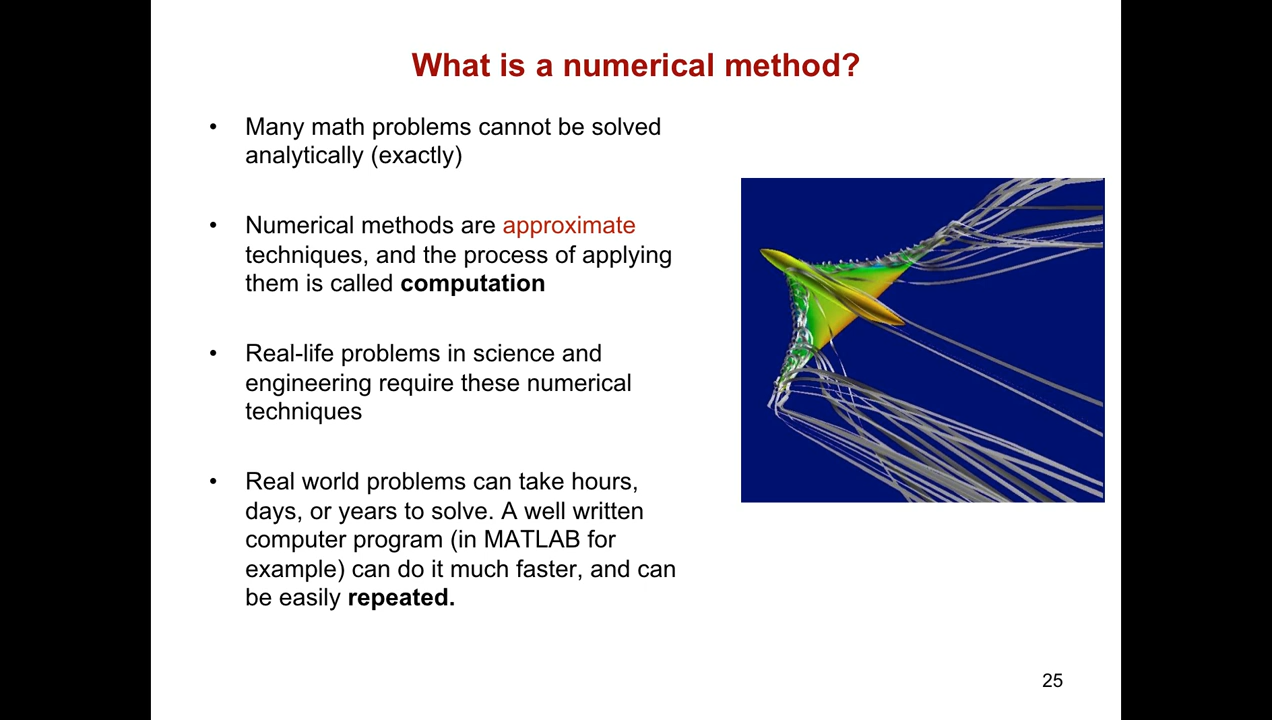 What is a numerical method?
• Many math problems cannot be solved
analytically (exactly)
• Numerical methods are approximate
techniques, and the process of applying
them is called computation
• Real-life problems in science and
engineering require these numerical
techniques
• Real world problems can take hours,
days, or years to solve. A well written
computer program (in MATLAB for
example) can do it much faster, and can
be easily repeated.
25